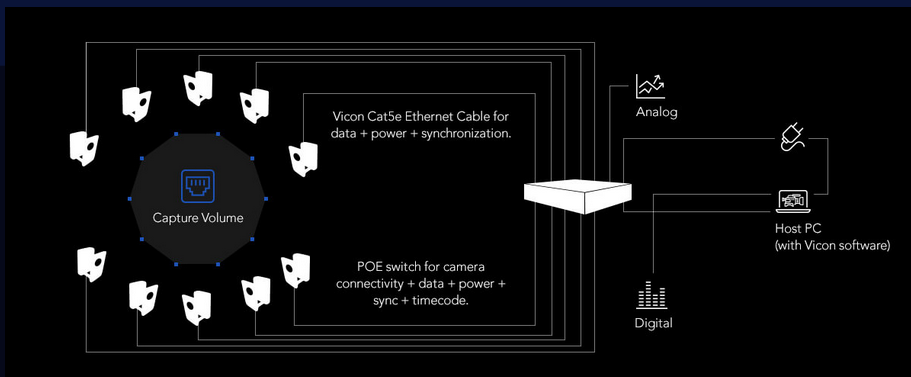 Vicon Cat5e Ethernet Cable for
data + power + synchronization.
Analog
Capture Volume
Host PC
(with Vicon software)
POE switch for camera
connectivity + data + power +
sync + timecode.
Digital